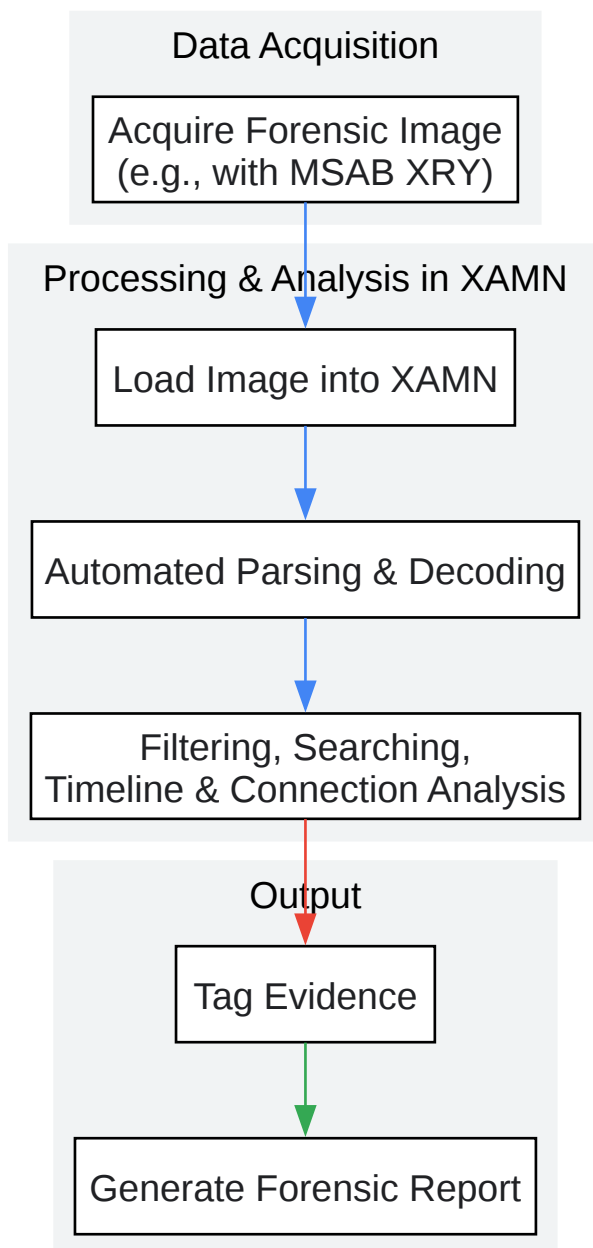 Data Acquisition
Acquire Forensic Image
(e.g., with MSAB XRY)
Processing & Analysis in XAMN
Load Image into XAMN
Automated Parsing & Decoding
Filtering, Searching,
Timeline & Connection Analysis
Output
Tag Evidence
Generate Forensic Report